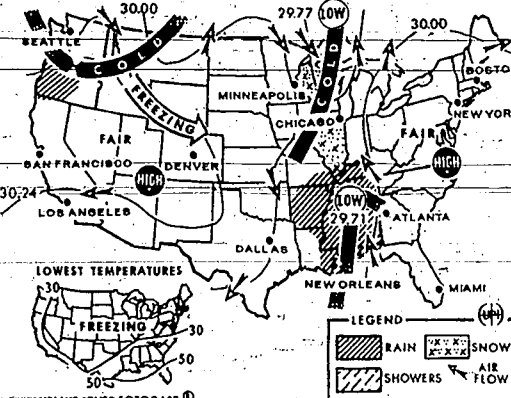 30.00
29.77
LOW
30.00
SEATTLE
COLD
COLD
BOSTO
MINNEAPOLIS
FREEZING
NEW YORK
CHICAGO
FAIR
FAIR
HIGH
SAN FRANCISCO
DENVER
HIGH
30.24
LOW
29.71
LOS ANGELES
ATLANTA
DALLAS
LOWEST TEMPERATURES
NEW ORLEANS
MIAMI
30
FREEZING
30
50
50
LEGEND
UPI
RAIN
SNOW
SHOWERS
AIR
FLOW